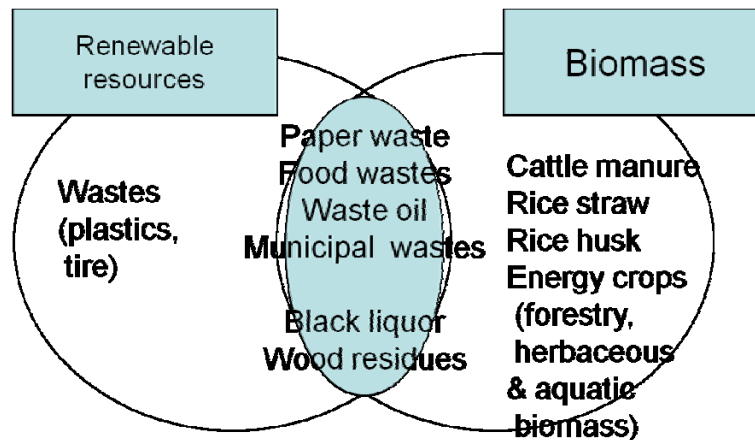 Renewable
resources
Biomass
Wastes
(plastics,
tire)
Paper waste
Food wastes
Waste oil
Municipal wastes
Black liquor
Wood residues
Cattle manure
Rice straw
Rice husk
Energy crops
(forestry,
herbaceous
& aquatic
biomass)